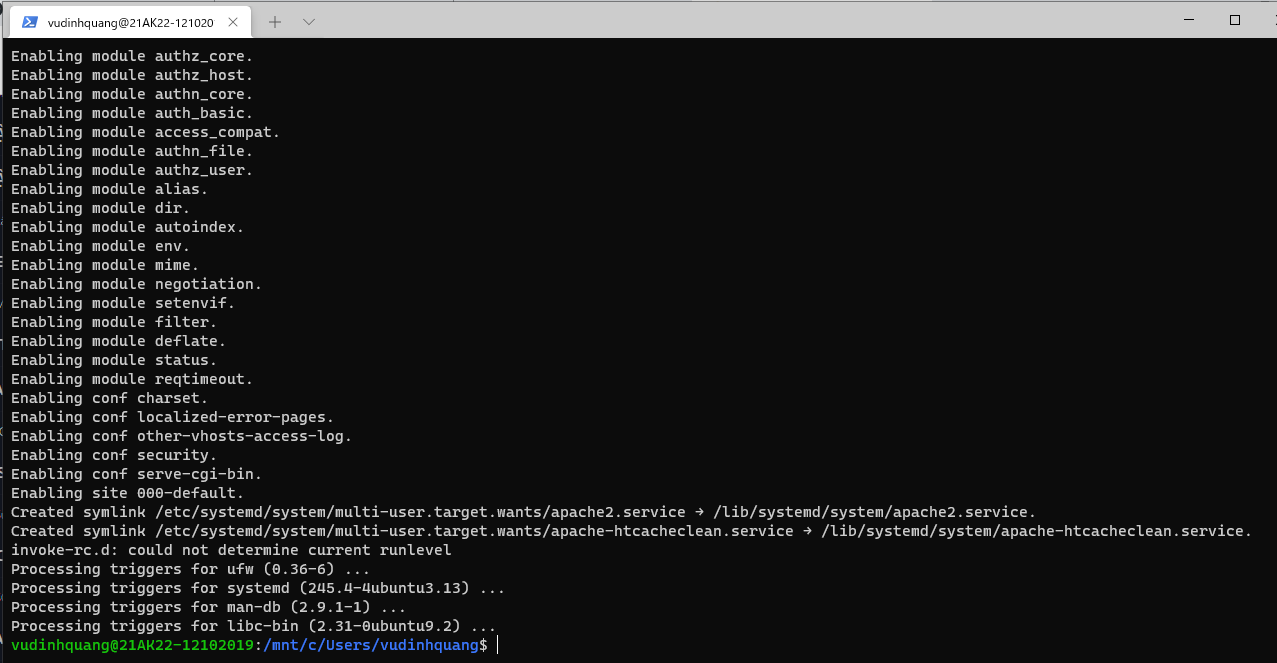 vudinhquang@21AK22-121020
Enabling module authz_core.
Enabling module authz_host.
Enabling module authn_core.
Enabling module auth_basic.
Enabling module access_compat.
Enabling module authn_file.
Enabling module authz_user.
Enabling module alias.
Enabling module dir.
Enabling module autoindex.
Enabling module env.
Enabling module mime.
Enabling module negotiation.
Enabling module setenvif.
Enabling module filter.
Enabling module deflate.
Enabling module status.
Enabling module reqtimeout.
Enabling conf charset.
Enabling conf localized-error-pages.
Enabling conf other-vhosts-access-log.
Enabling conf security.
Enabling conf serve-cgi-bin.
Enabling site 000-default.
Created symlink /etc/systemd/system/multi-user.target.wants/apache2.service → /lib/systemd/system/apache2.service.
Created symlink /etc/systemd/system/multi-user.target.wants/apache-htcacheclean.service → /lib/systemd/system/apache-htcacheclean.service.
invoke-rc.d: could not determine current runlevel
Processing triggers for ufw (0.36-6) ...
Processing triggers for systemd (245.4-4ubuntu3.13) ...
Processing triggers for man-db (2.9.1-1) ...
Processing triggers for libc-bin (2.31-0ubuntu9.2) ...
vudinhquang@21AK22-12102019:/mnt/c/Users/vudinhquang$